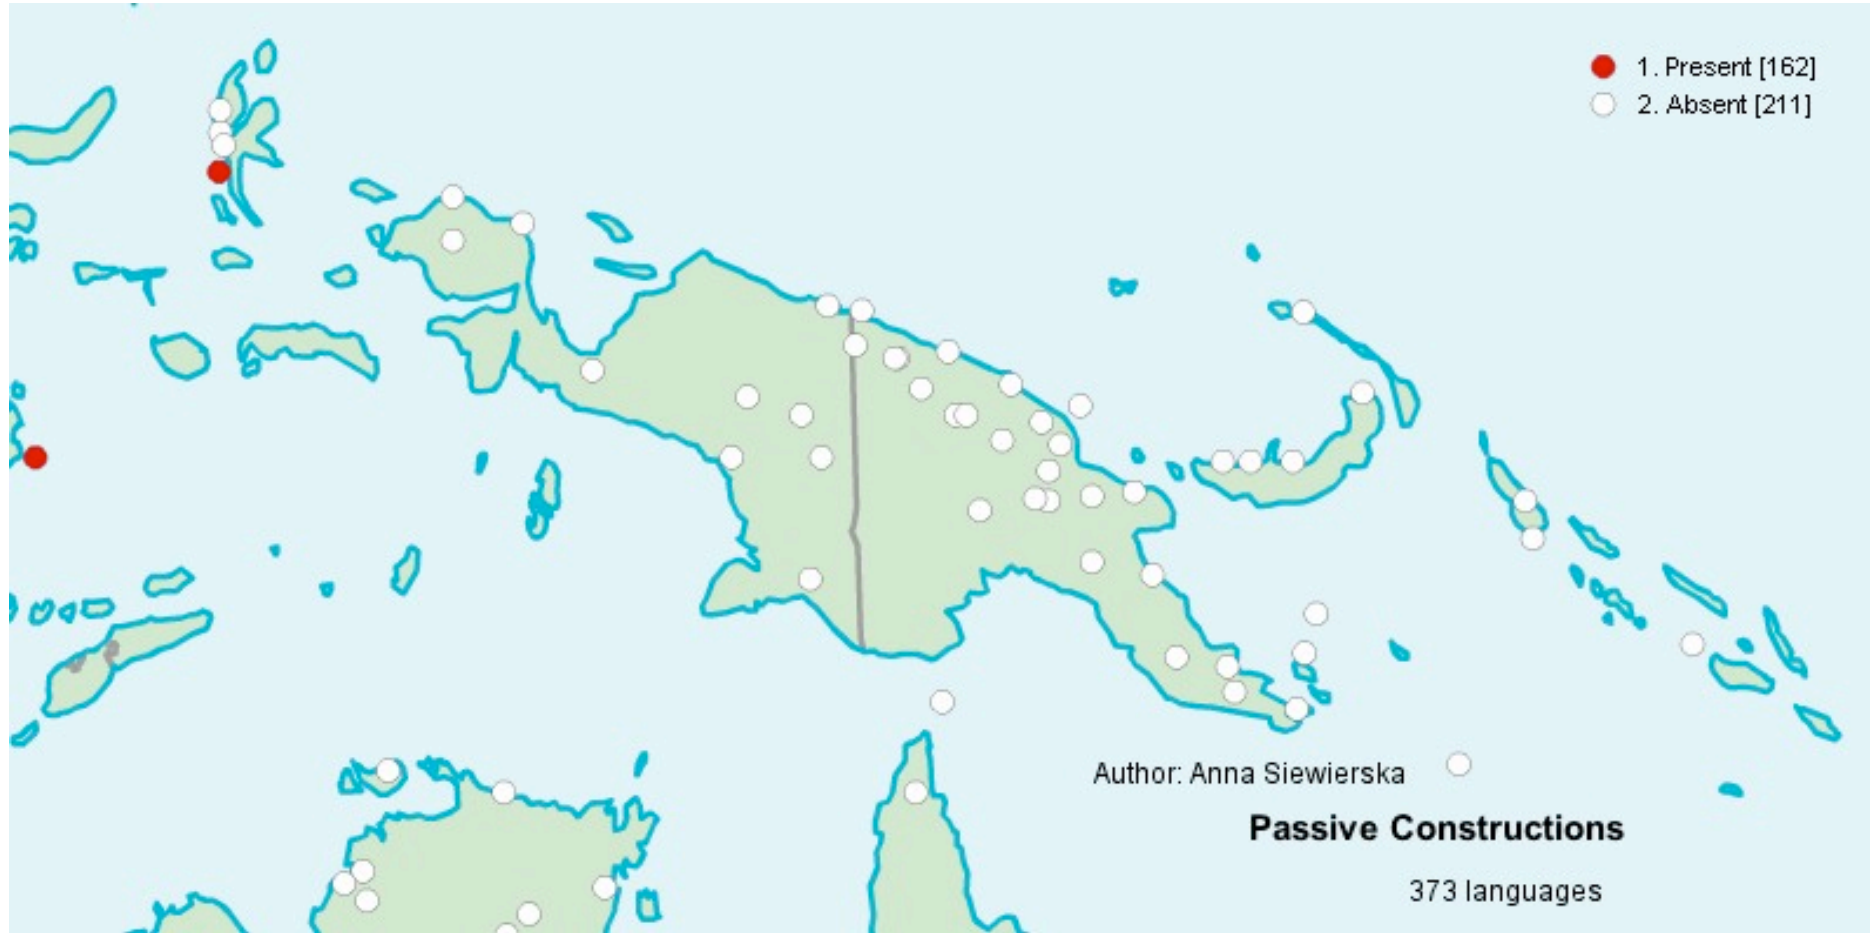 1. Present [162]
2. Absent [211]
Author: Anna Siewierska
Passive Constructions
373 languages